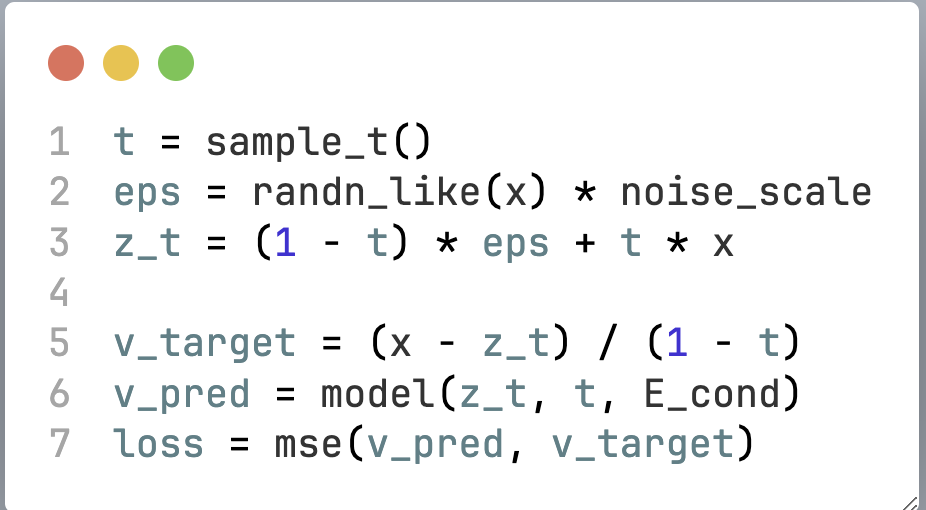 1 t = sample_t()
2 eps = randn_like(x) * noise_scale
3 z_t = (1 - t) * eps + t * x
4
5 v_target = (x - z_t) / (1 - t)
6 v_pred = model(z_t, t, E_cond)
7 loss = mse(v_pred, v_target)